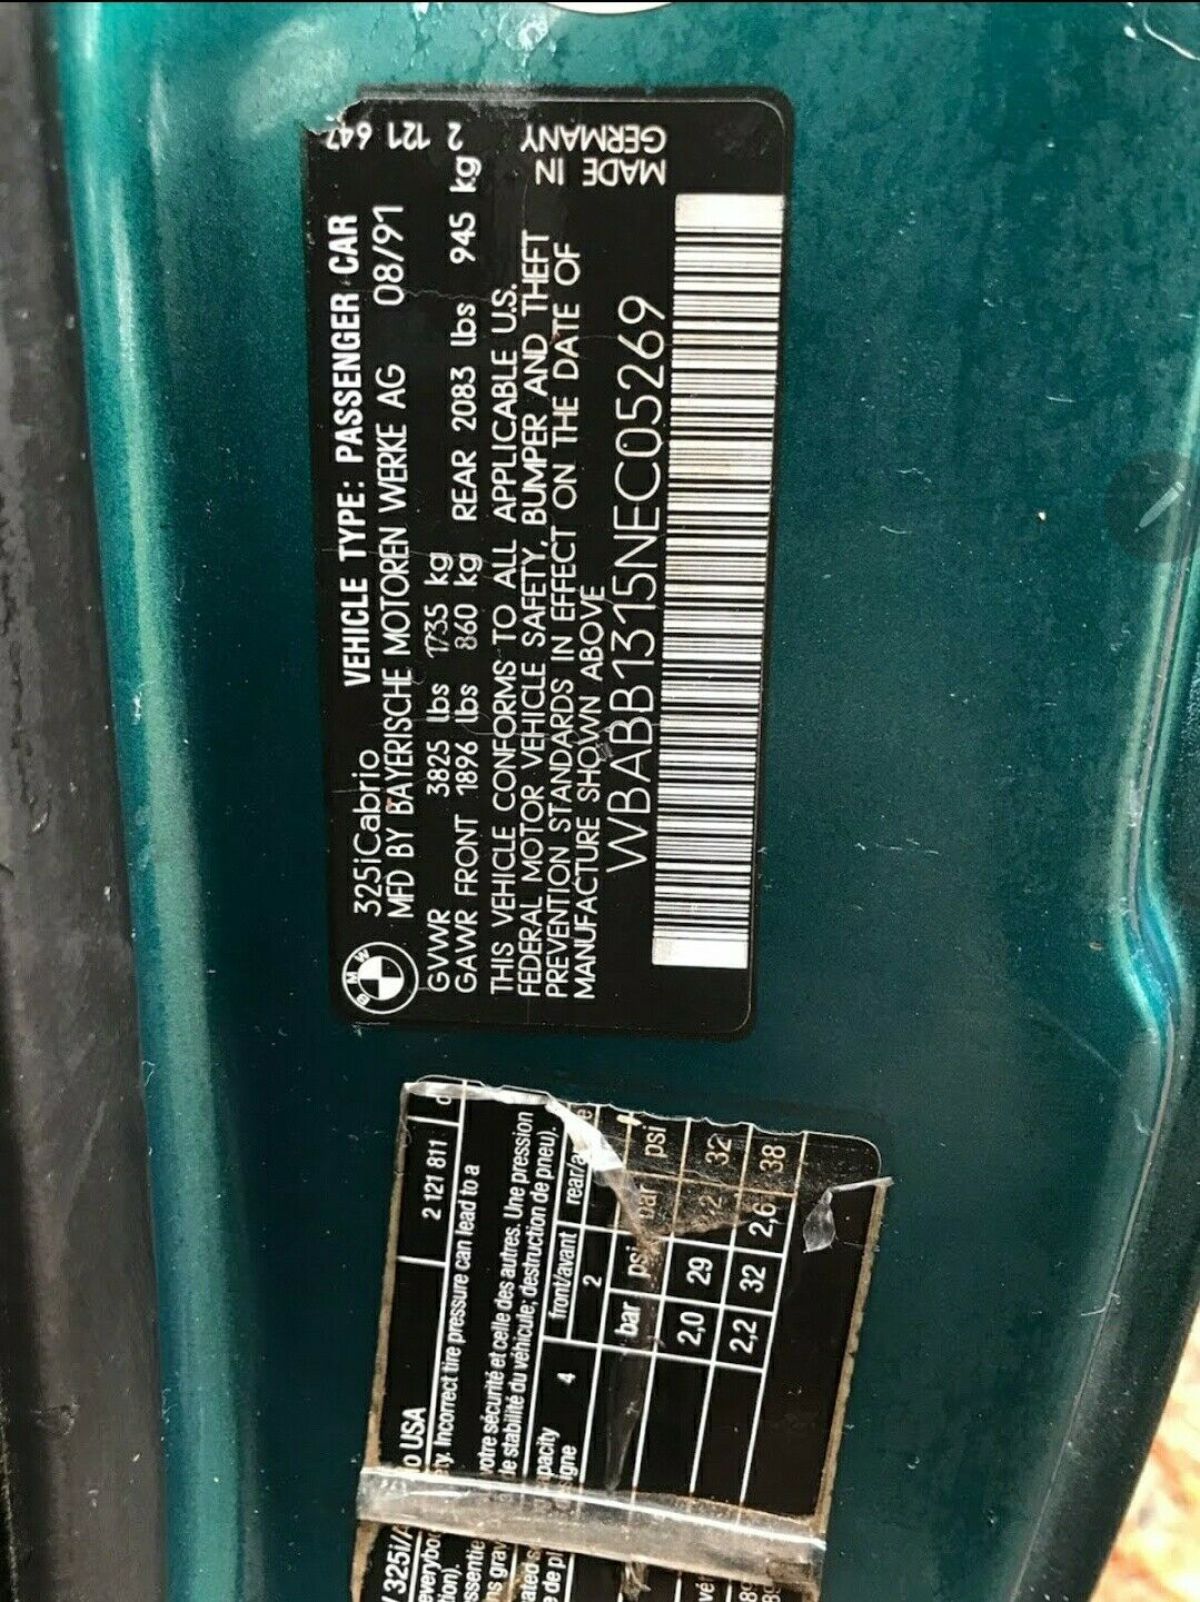 BMW
325iCabrio VEHICLE TYPE: PASSENGER CAR 2 121 647
MFD BY BAYERISCHE MOTOREN WERKE AG 08/91
GVWR 3825 lbs 1735 kg
GAWR FRONT 1896 lbs 860 kg REAR 2083 lbs 945 kg
THIS VEHICLE CONFORMS TO ALL APPLICABLE U.S.
FEDERAL MOTOR VEHICLE SAFETY, BUMPER AND THEFT
PREVENTION STANDARDS IN EFFECT ON THE DATE OF
MANUFACTURE SHOWN ABOVE
MADE IN
GERMANY
WBABB1315NEC05269
325i/ USA 2 121 811
Incorrect tire pressure can lead to a
votre sécurité et celle des autres. Une pression
de stabilité du véhicule; destruction de pneu).
4 front/avant
2 2
bar psi bar psi
2,0 29 32
2,2 32 2,6 38